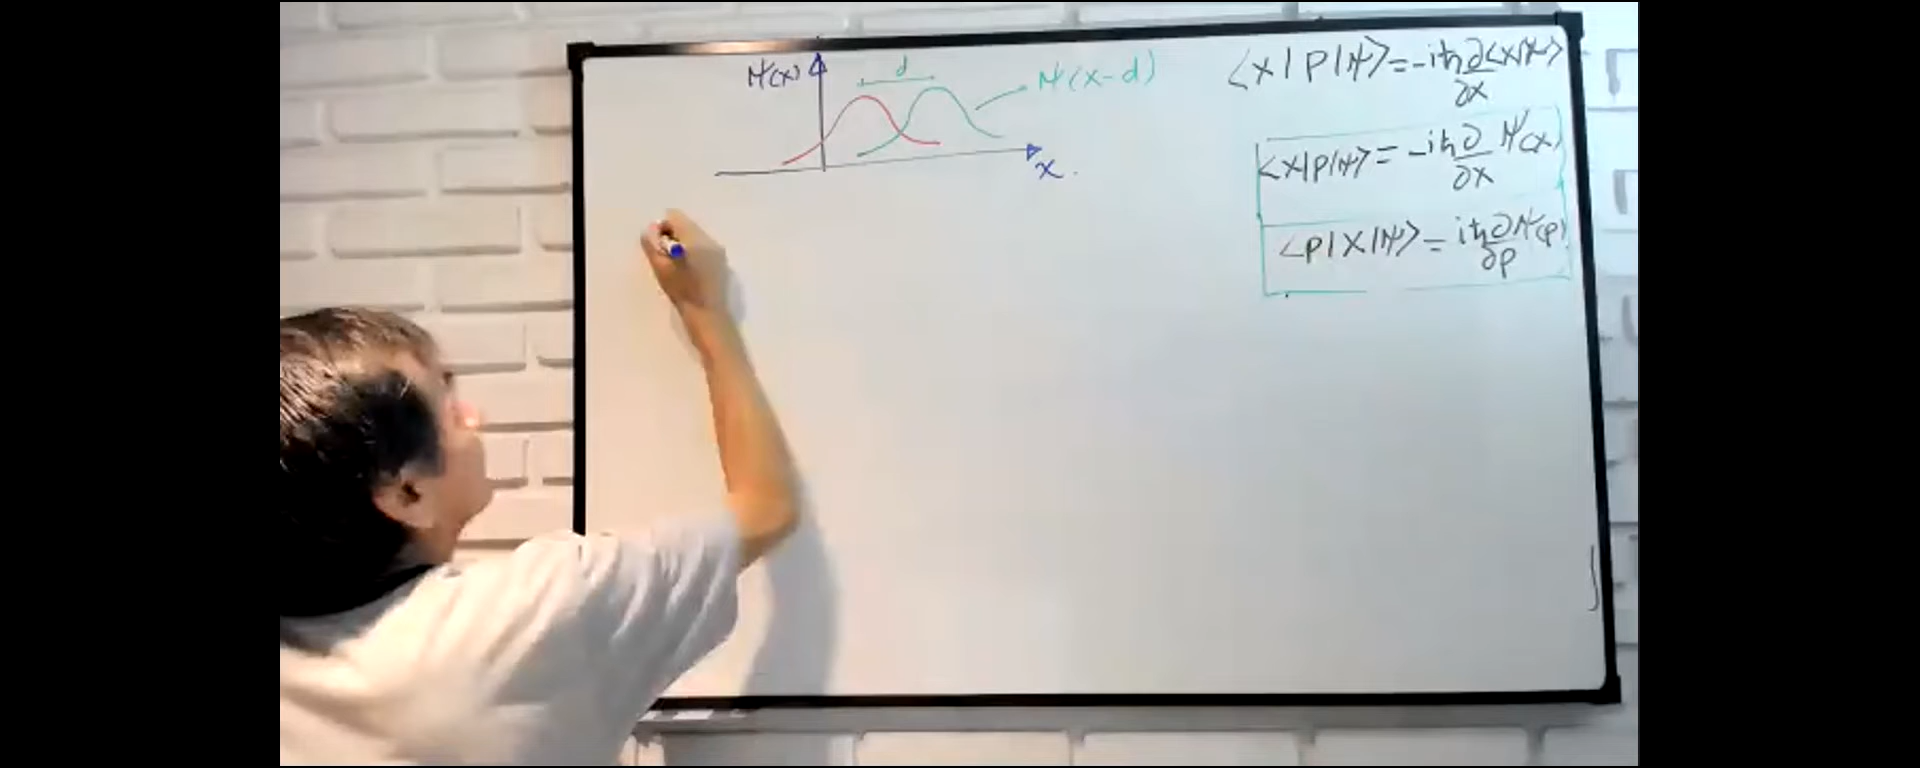 ψ(x)
d
ψ(x-d)
x
⟨x|P|ψ⟩=-iℏ∂⟨x|ψ⟩/∂x
⟨x|P|ψ⟩=-iℏ∂/∂x ψ(x)
⟨P|X|ψ⟩=iℏ∂ψ(p)/∂p